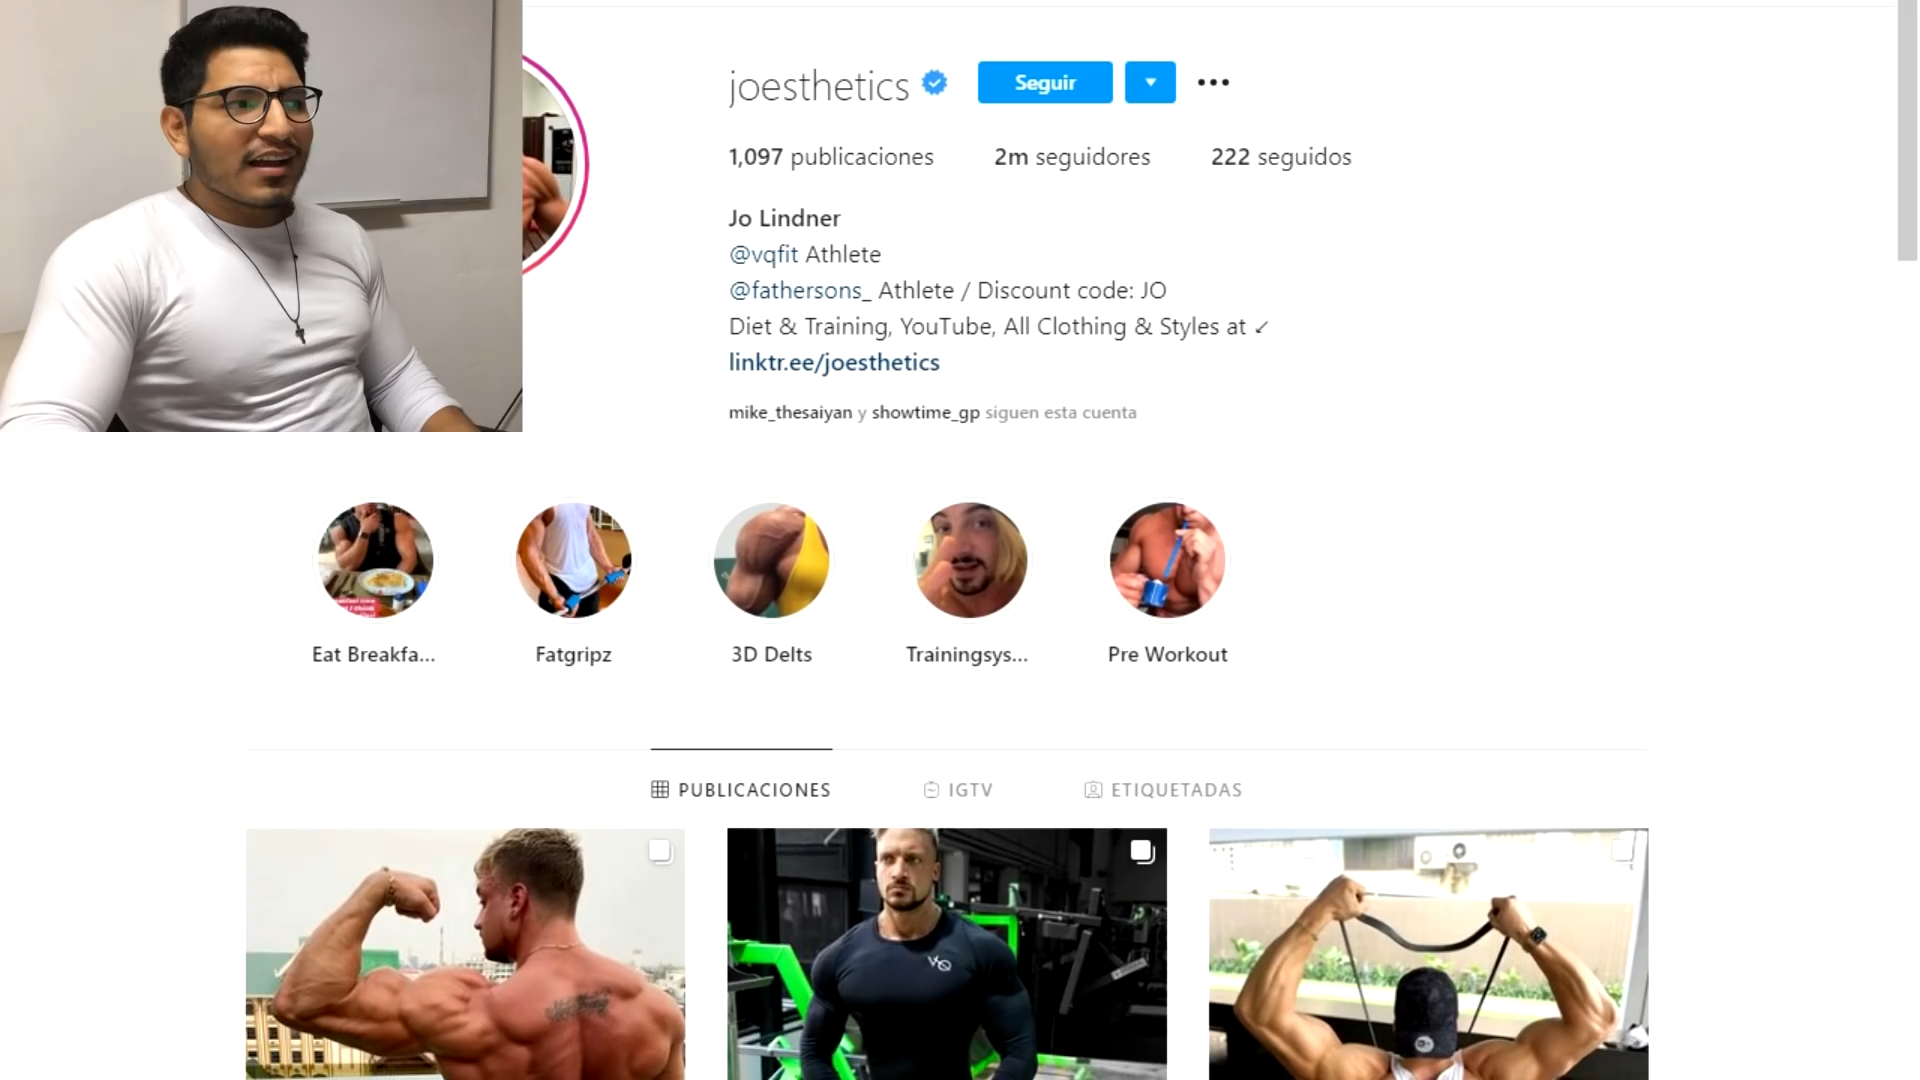 joesthetics
Seguir
1,097 publicaciones
2m seguidores
222 seguidos
Jo Lindner
@vqfit Athlete
@fathersons_ Athlete / Discount code: JO
Diet & Training, YouTube, All Clothing & Styles at ↙
linktr.ee/joesthetics
mike_thesaiyan y showtime_gp siguen esta cuenta
Eat Breakfa...
Fatgripz
3D Delts
Trainingsys...
Pre Workout
PUBLICACIONES
IGTV
ETIQUETADAS